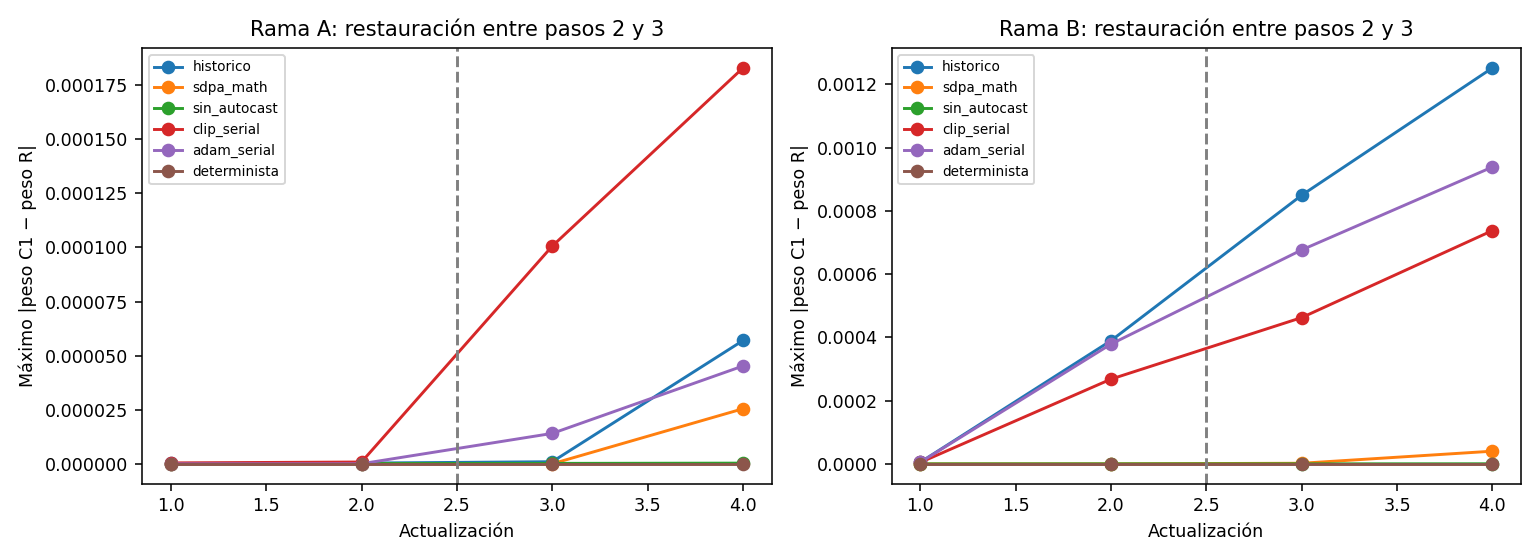 Rama A: restauración entre pasos 2 y 3
historico
sdpa_math
sin_autocast
clip_serial
adam_serial
determinista
Máximo |peso C1 − peso R|
0.000175
0.000150
0.000125
0.000100
0.000075
0.000050
0.000025
0.000000
1.0 1.5 2.0 2.5 3.0 3.5 4.0
Actualización
Rama B: restauración entre pasos 2 y 3
historico
sdpa_math
sin_autocast
clip_serial
adam_serial
determinista
Máximo |peso C1 − peso R|
0.0012
0.0010
0.0008
0.0006
0.0004
0.0002
0.0000
1.0 1.5 2.0 2.5 3.0 3.5 4.0
Actualización